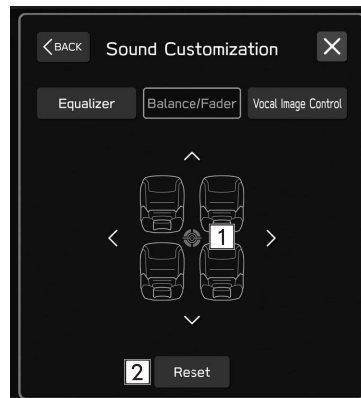 BACK Sound Customization
Equalizer Balance/Fader Vocal Image Control
1
2 Reset